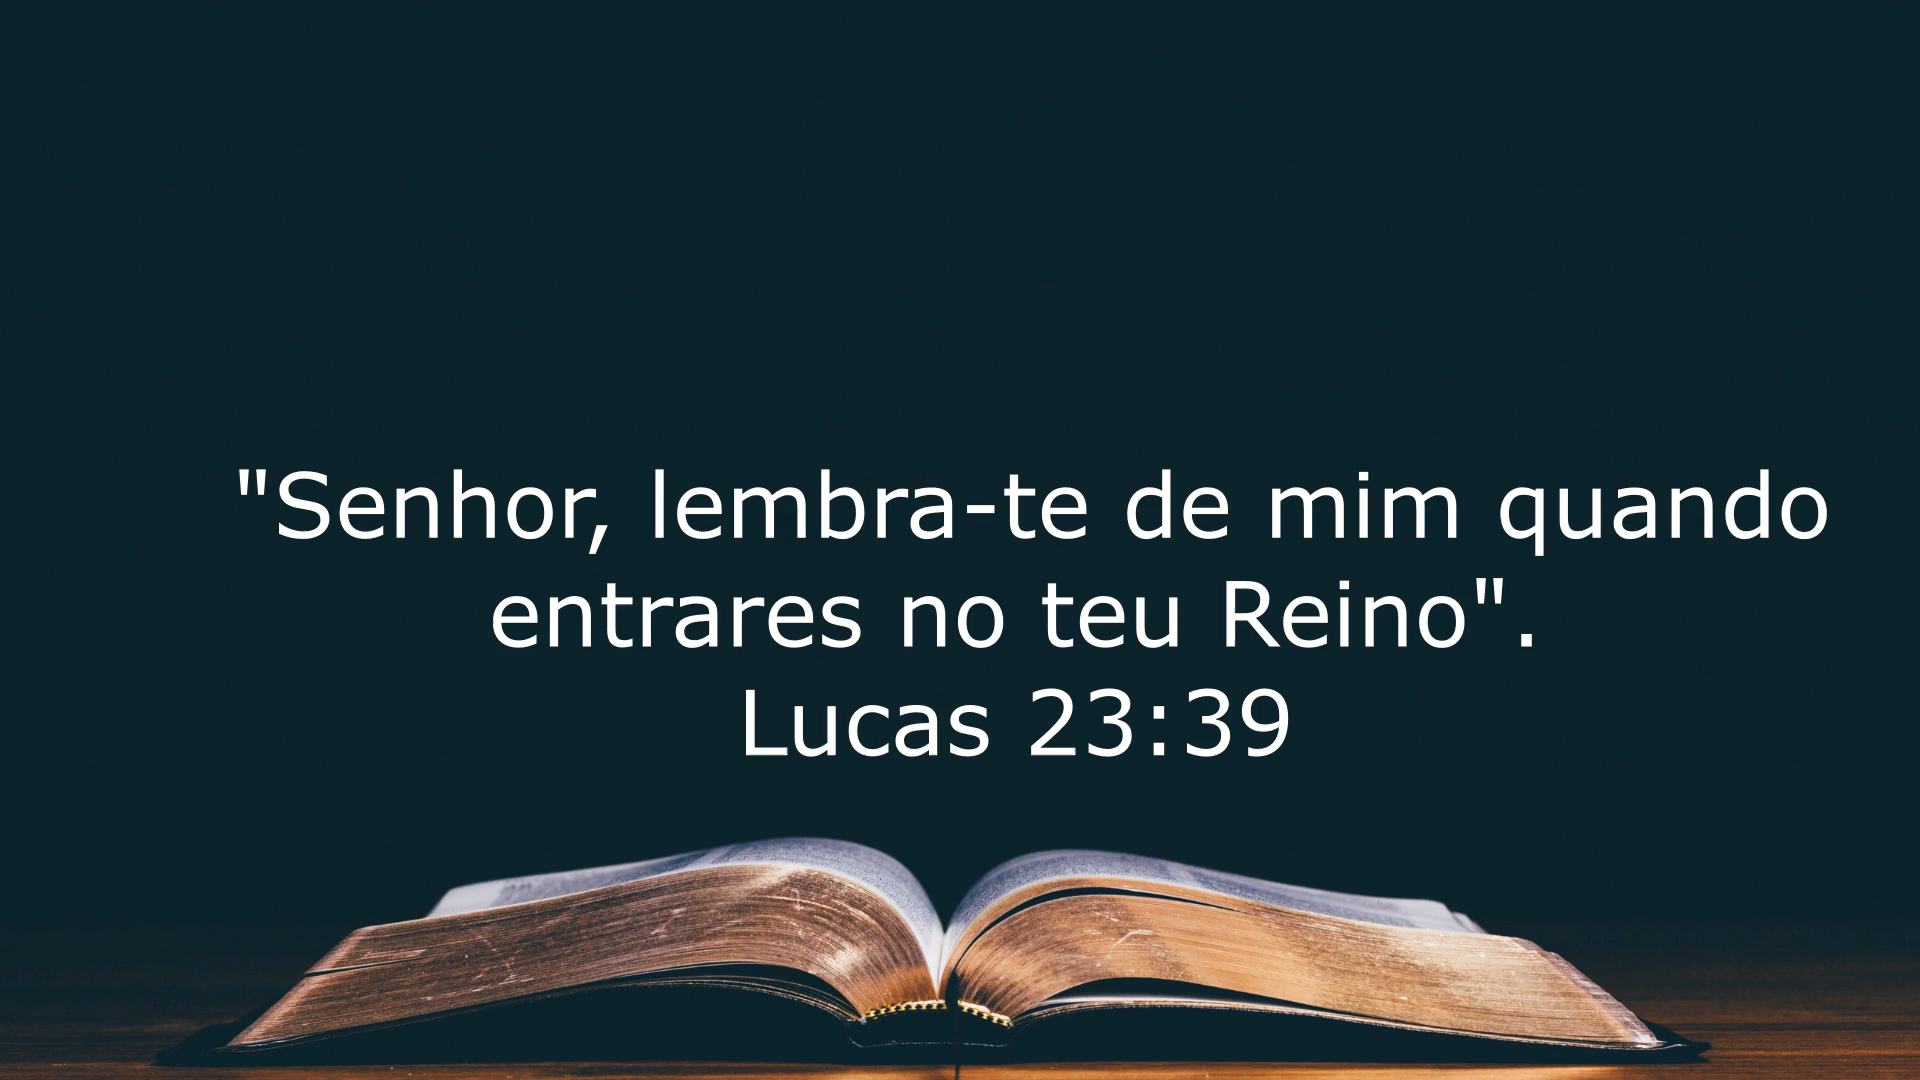 "Senhor, lembra-te de mim quando
entrares no teu Reino".
Lucas 23:39